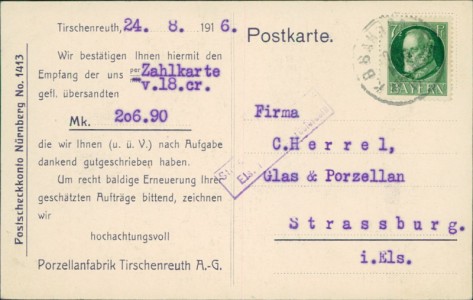 Tirschenreuth, 24. 8. 1916.
Wir bestätigen Ihnen hiermit den
Empfang der uns per Zahlkarte
gefl. übersandten v.18.cr.
Mk. 206.90
die wir Ihnen (u. ü. V.) nach Aufgabe
dankend gutgeschrieben haben.
Um recht baldige Erneuerung Ihrer
geschätzten Aufträge bittend, zeichnen
wir
hochachtungsvoll
Porzellanfabrik Tirschenreuth A.-G.
Postscheckkonto Nürnberg No. 1413
Postkarte.
BAYERN
Firma
C.Herrel,
Glas & Porzellan
Strassburg.
i.Els.